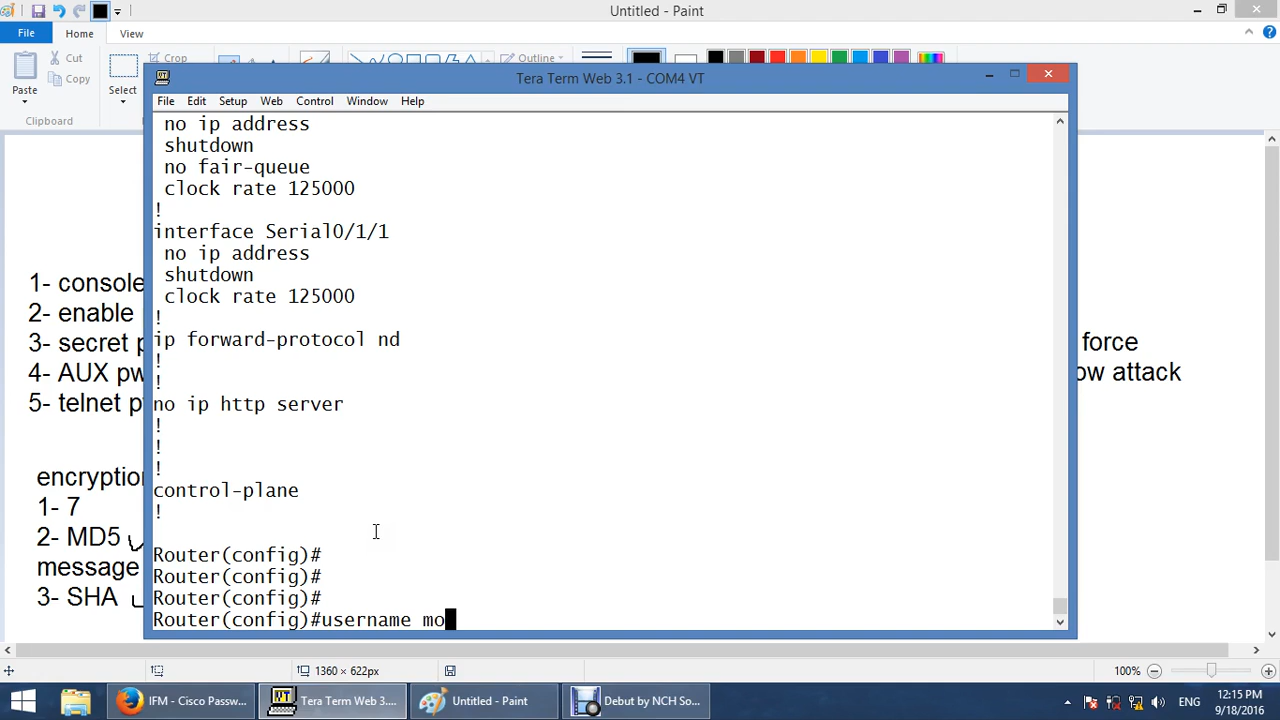 Untitled - Paint
File Home View
Paste
Cut
Copy
Clipboard
Select
Crop
Outline
Tera Term Web 3.1 - COM4 VT
File Edit Setup Web Control Window Help
no ip address
shutdown
no fair-queue
clock rate 125000
!
interface Serial0/1/1
no ip address
shutdown
clock rate 125000
!
ip forward-protocol nd
!
!
no ip http server
!
!
!
control-plane
!
Router(config)#
Router(config)#
Router(config)#
Router(config)#username mo
1- console
2- enable
3- secret
4- AUX
5- telnet
force
attack
encryption
1- 7
2- MD5
message
3- SHA
1360 × 622px
100%
IFM - Cisco Passw...
Tera Term Web 3....
Untitled - Paint
Debut by NCH So...
ENG
12:15 PM
9/18/2016